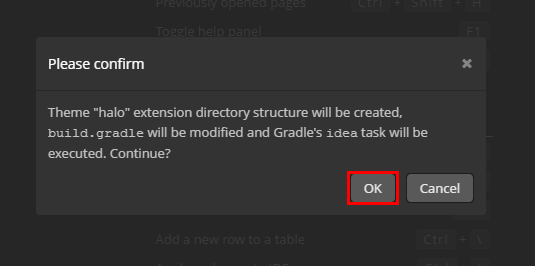 Previously opened pages Ctrl + Shift + H
Toggle help panel F1
Please confirm
Theme "halo" extension directory structure will be created,
build.gradle will be modified and Gradle's idea task will be
executed. Continue?
OK Cancel
Add a new row to a table Ctrl + \